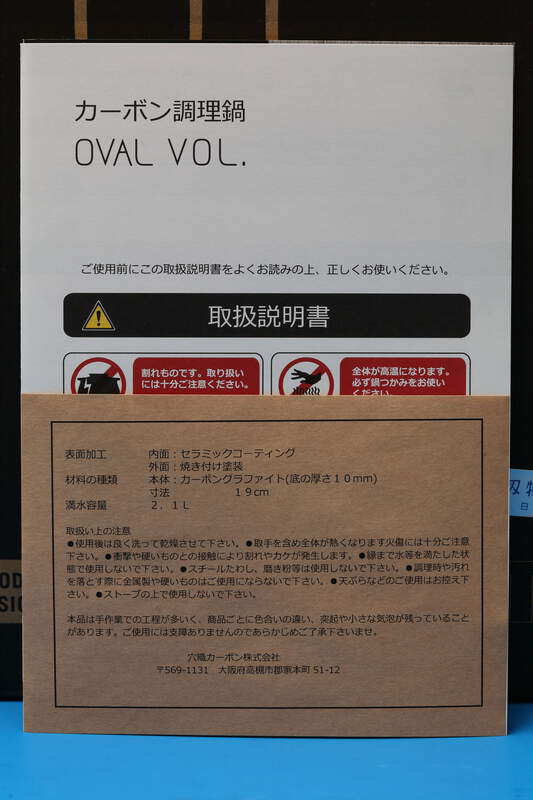 カーボン調理鍋
OVAL VOL.
ご使用前にこの取扱説明書をよくお読みの上、正しくお使いください。
取扱説明書
割れものです。取り扱い
には十分ご注意ください。
全体が高温になります。
必ず鍋つかみをお使い
ください。
表面加工　内面：セラミックコーティング
外面：焼き付け塗装
材料の種類　本体：カーボングラファイト(底の厚さ１０mm)
寸法　１９cm
満水容量　２．１L
取扱い上の注意
●使用後は良く洗って乾燥させて下さい。●取手を含め全体が熱くなります火傷には十分ご注意
下さい。●衝撃や硬いものとの接触により割れやカケが発生します。●縁まで水等を満たした状
態で使用しないで下さい。●スチールたわし、磨き粉等は使用しないで下さい。●調理時や汚れ
を落とす際に金属製や硬いものはご使用にならないで下さい。●天ぷらなどのご使用はお控え下さ
い。●ストーブの上で使用しないで下さい。
本品は手作業での工程が多く、商品ごとに色合いの違い、突起や小さな気泡が残っていること
があります。ご使用には支障ありませんのであらかじめご了承下さいませ。
穴織カーボン株式会社
〒569-1131　大阪府高槻市郡家本町 51-12